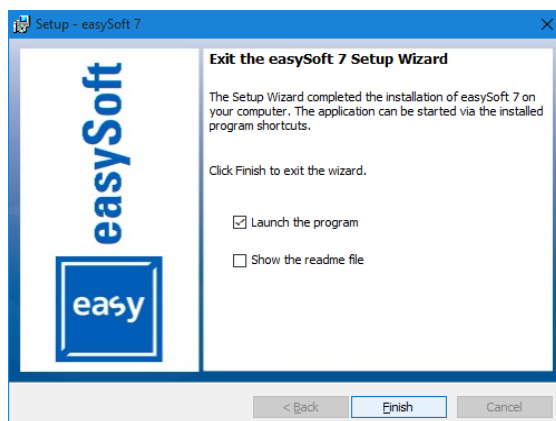 Setup - easySoft 7
easySoft
easy
Exit the easySoft 7 Setup Wizard
The Setup Wizard completed the installation of easySoft 7 on
your computer. The application can be started via the installed
program shortcuts.
Click Finish to exit the wizard.
Launch the program
Show the readme file
< Back
Finish
Cancel